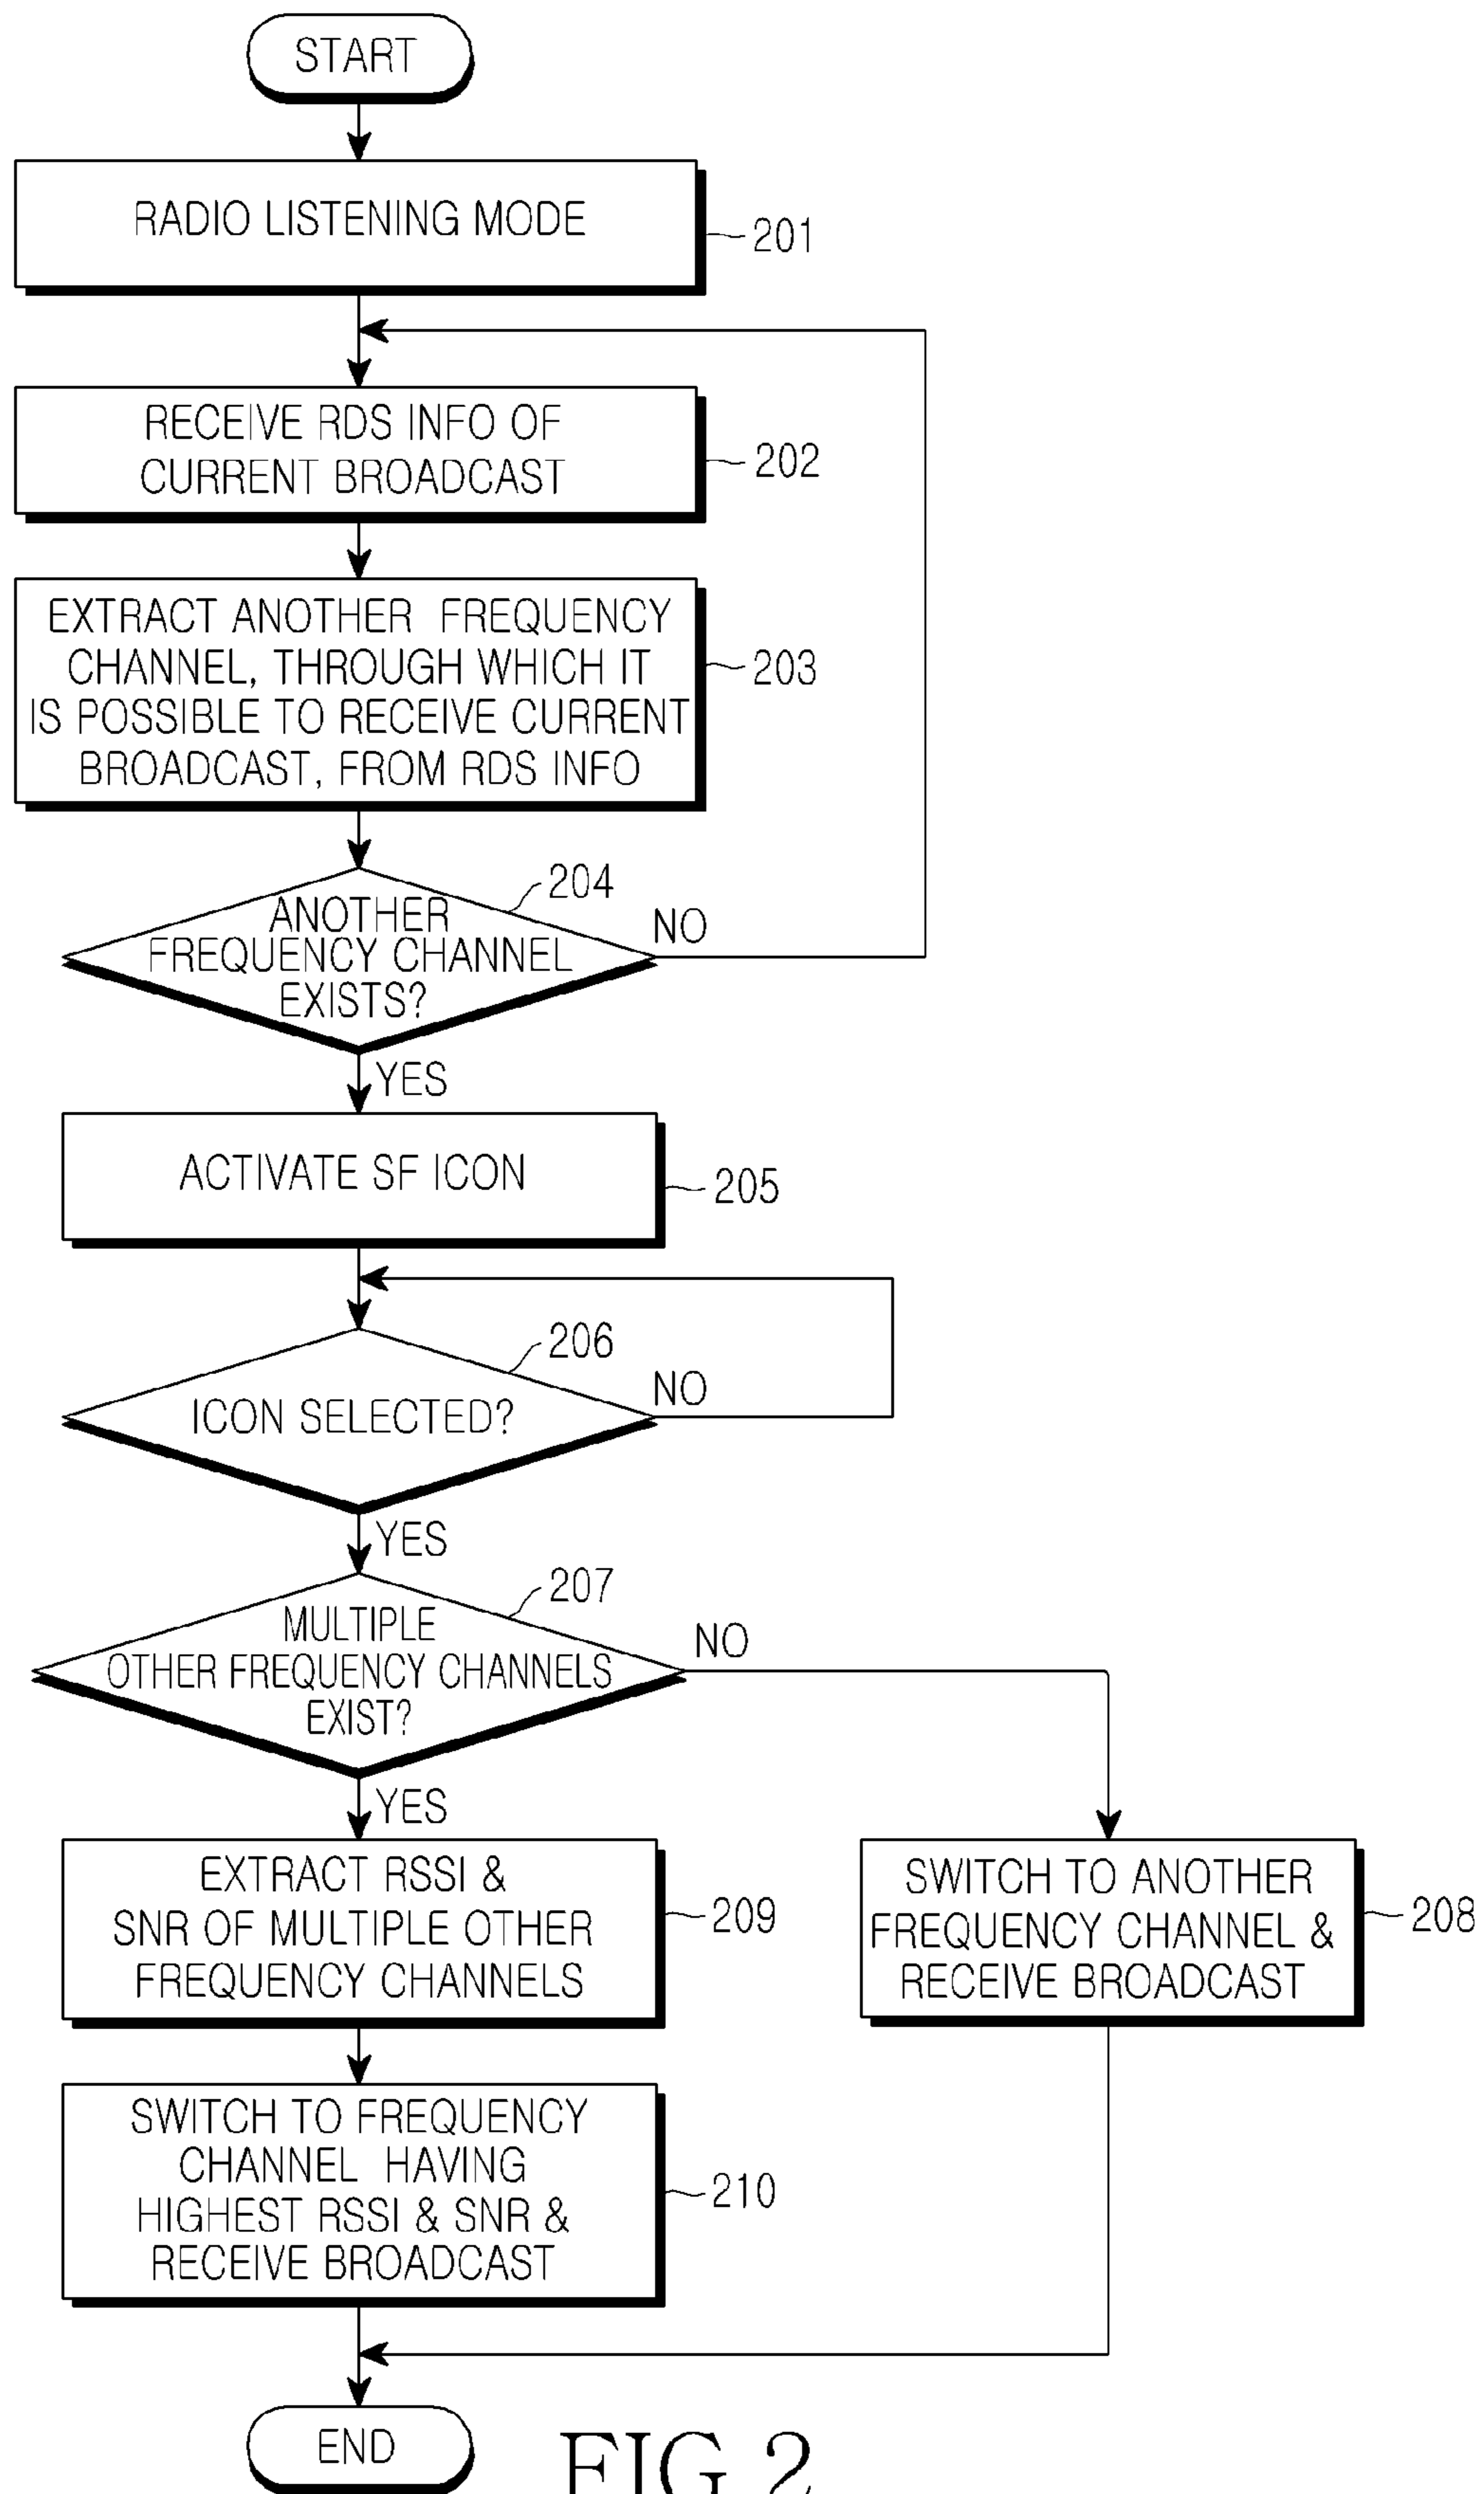 START
RADIO LISTENING MODE
201
RECEIVE RDS INFO OF
CURRENT BROADCAST
202
EXTRACT ANOTHER FREQUENCY
CHANNEL, THROUGH WHICH IT
IS POSSIBLE TO RECEIVE CURRENT
BROADCAST, FROM RDS INFO
203
204
ANOTHER
FREQUENCY CHANNEL
EXISTS?
NO
YES
ACTIVATE SF ICON
205
206
ICON SELECTED?
NO
YES
207
MULTIPLE
OTHER FREQUENCY CHANNELS
EXIST?
NO
YES
EXTRACT RSSI &
SNR OF MULTIPLE OTHER
FREQUENCY CHANNELS
209
SWITCH TO ANOTHER
FREQUENCY CHANNEL &
RECEIVE BROADCAST
208
SWITCH TO FREQUENCY
CHANNEL HAVING
HIGHEST RSSI & SNR &
RECEIVE BROADCAST
210
END
FIG.2